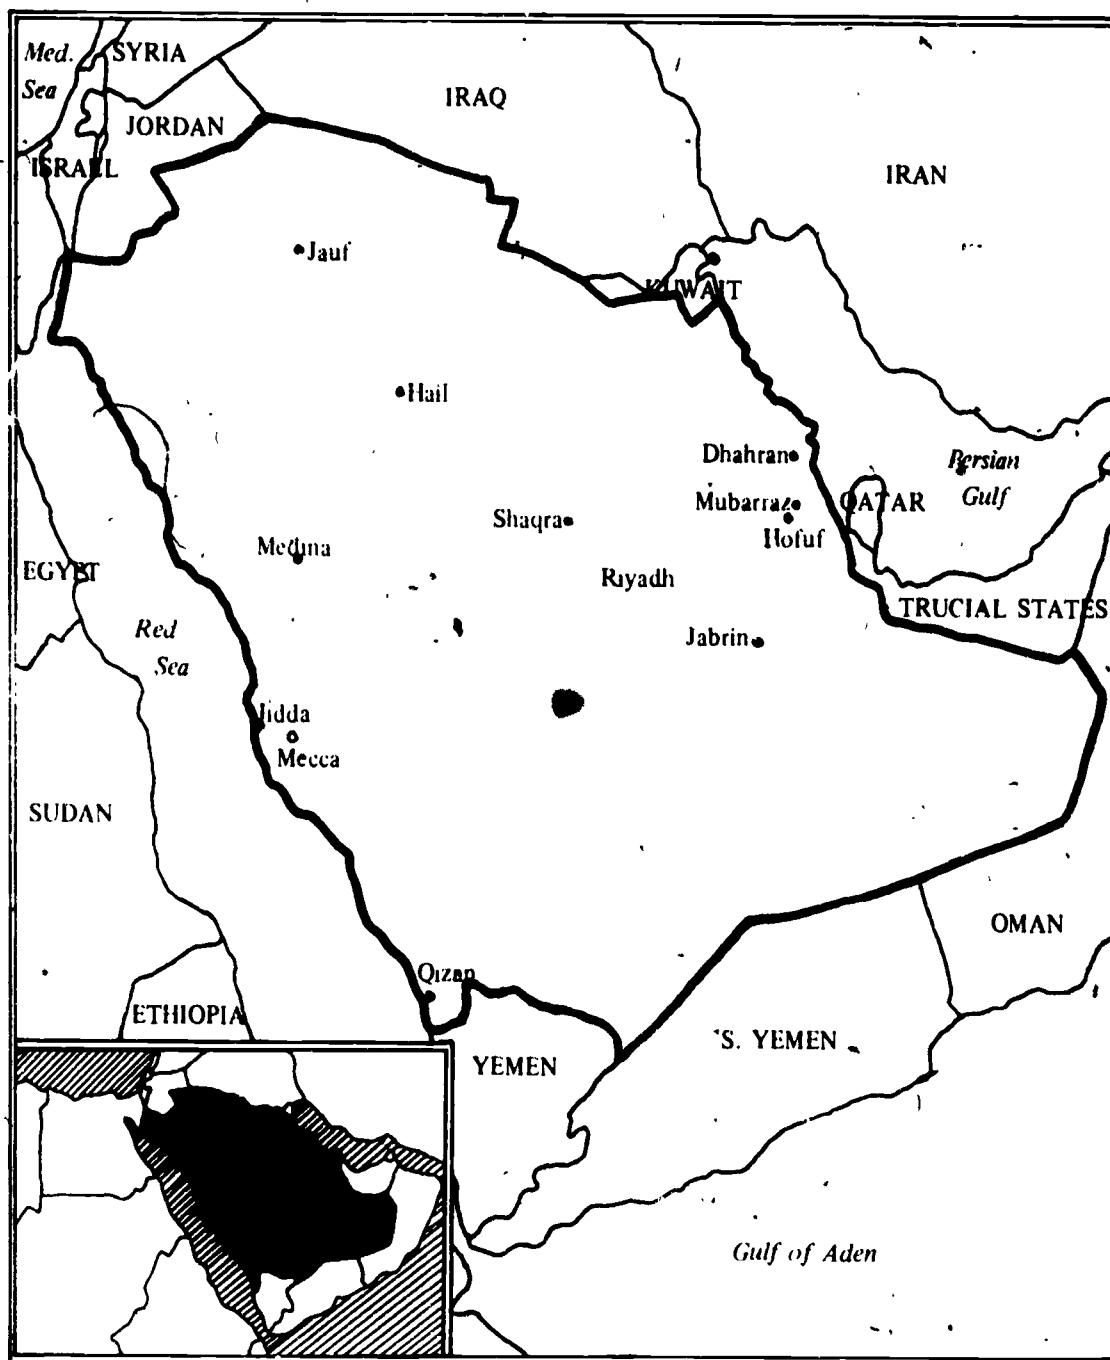 Med.
Sea
SYRIA
IRAQ
JORDAN
ISRAEL
IRAN
Jauf
KUWAIT
Hail
Dhahran
Persian
Gulf
Mubarraz
QATAR
Shaqra
Hofuf
Medina
EGYPT
Riyadh
TRUCIAL STATES
Red
Sea
Jabrin
Jidda
Mecca
SUDAN
OMAN
Qizan
ETHIOPIA
YEMEN
S. YEMEN
Gulf of Aden